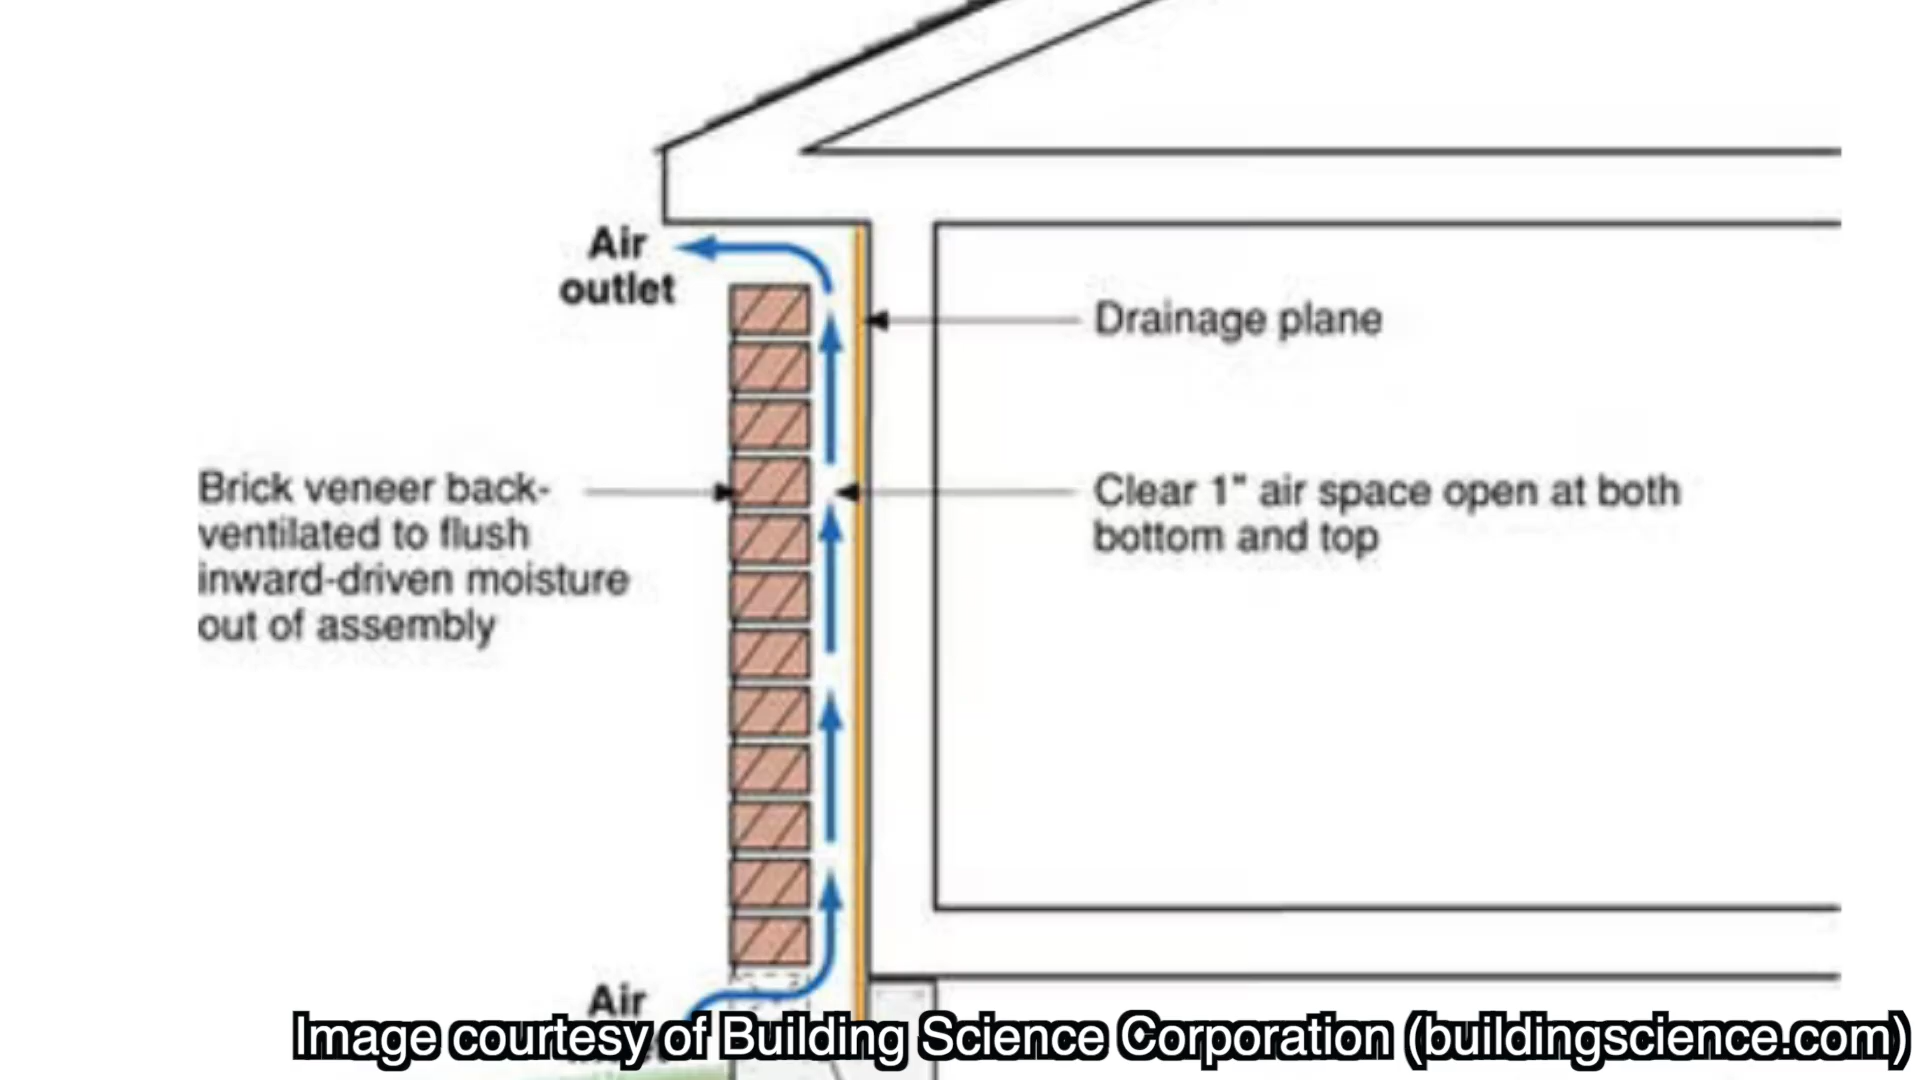 Air
outlet
Drainage plane
Brick veneer back-
ventilated to flush
inward-driven moisture
out of assembly
Clear 1" air space open at both
bottom and top
Air
Image courtesy of Building Science Corporation (buildingscience.com)